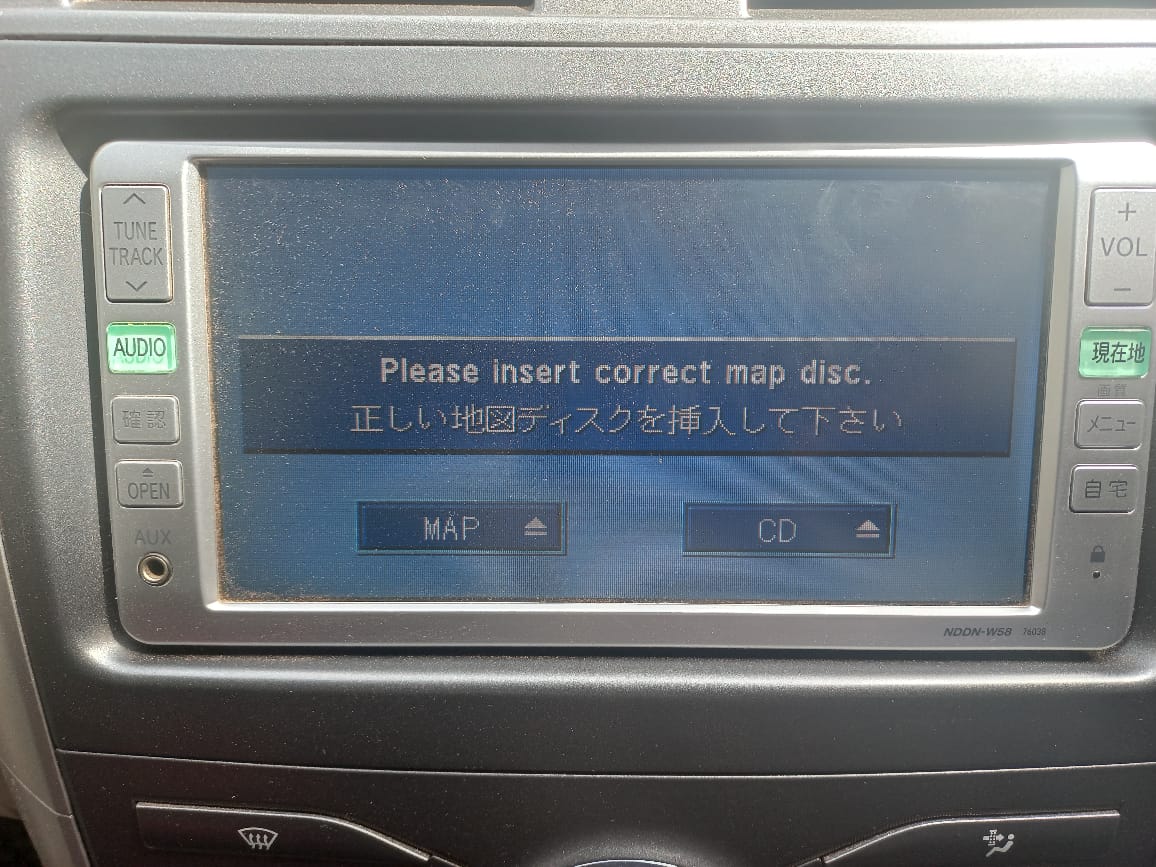 TUNE
TRACK
AUDIO
確認
OPEN
AUX
Please insert correct map disc.
正しい地図ディスクを挿入して下さい
MAP
CD
+
VOL
-
現在地
画質
メニュー
自宅
NDDN-W58 76038